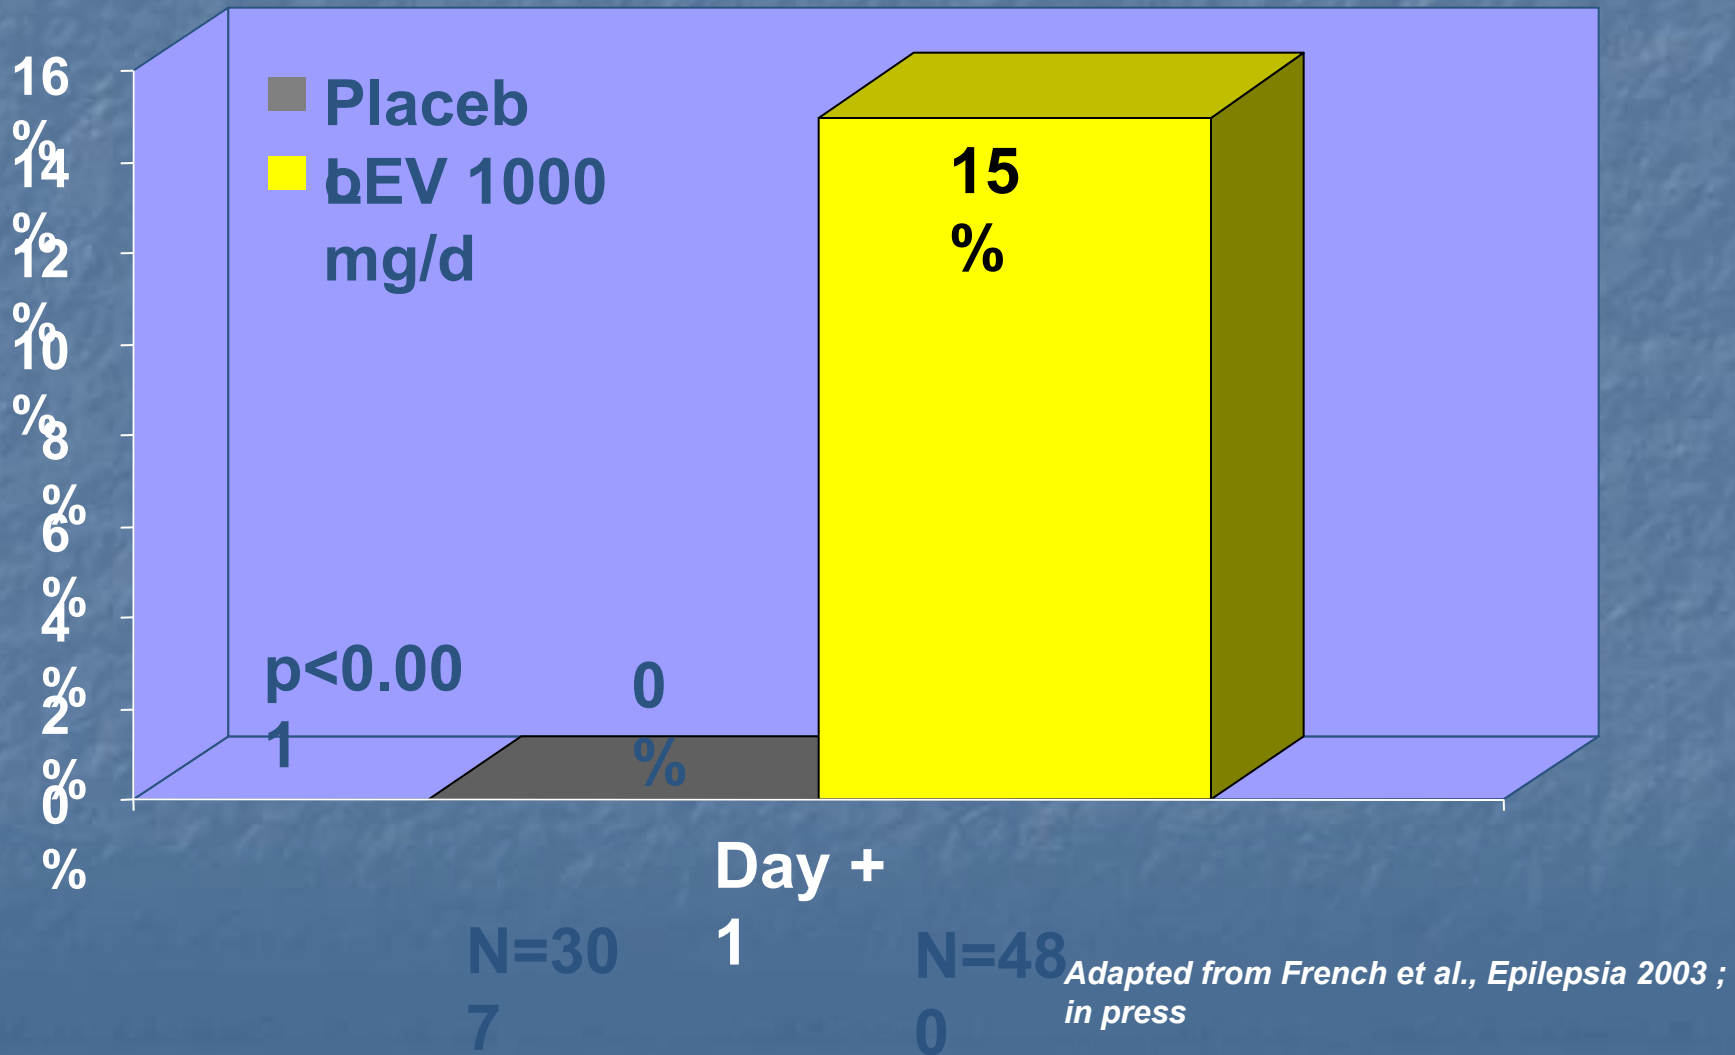 16
%
14
%
12
%
10
%
8
%
6
%
4
%
2
%
0
%
Placeb
o
LEV 1000
mg/d
15
%
p<0.00
1
0
%
Day +
1
N=30
7
N=48
0
Adapted from French et al., Epilepsia 2003 ;
in press